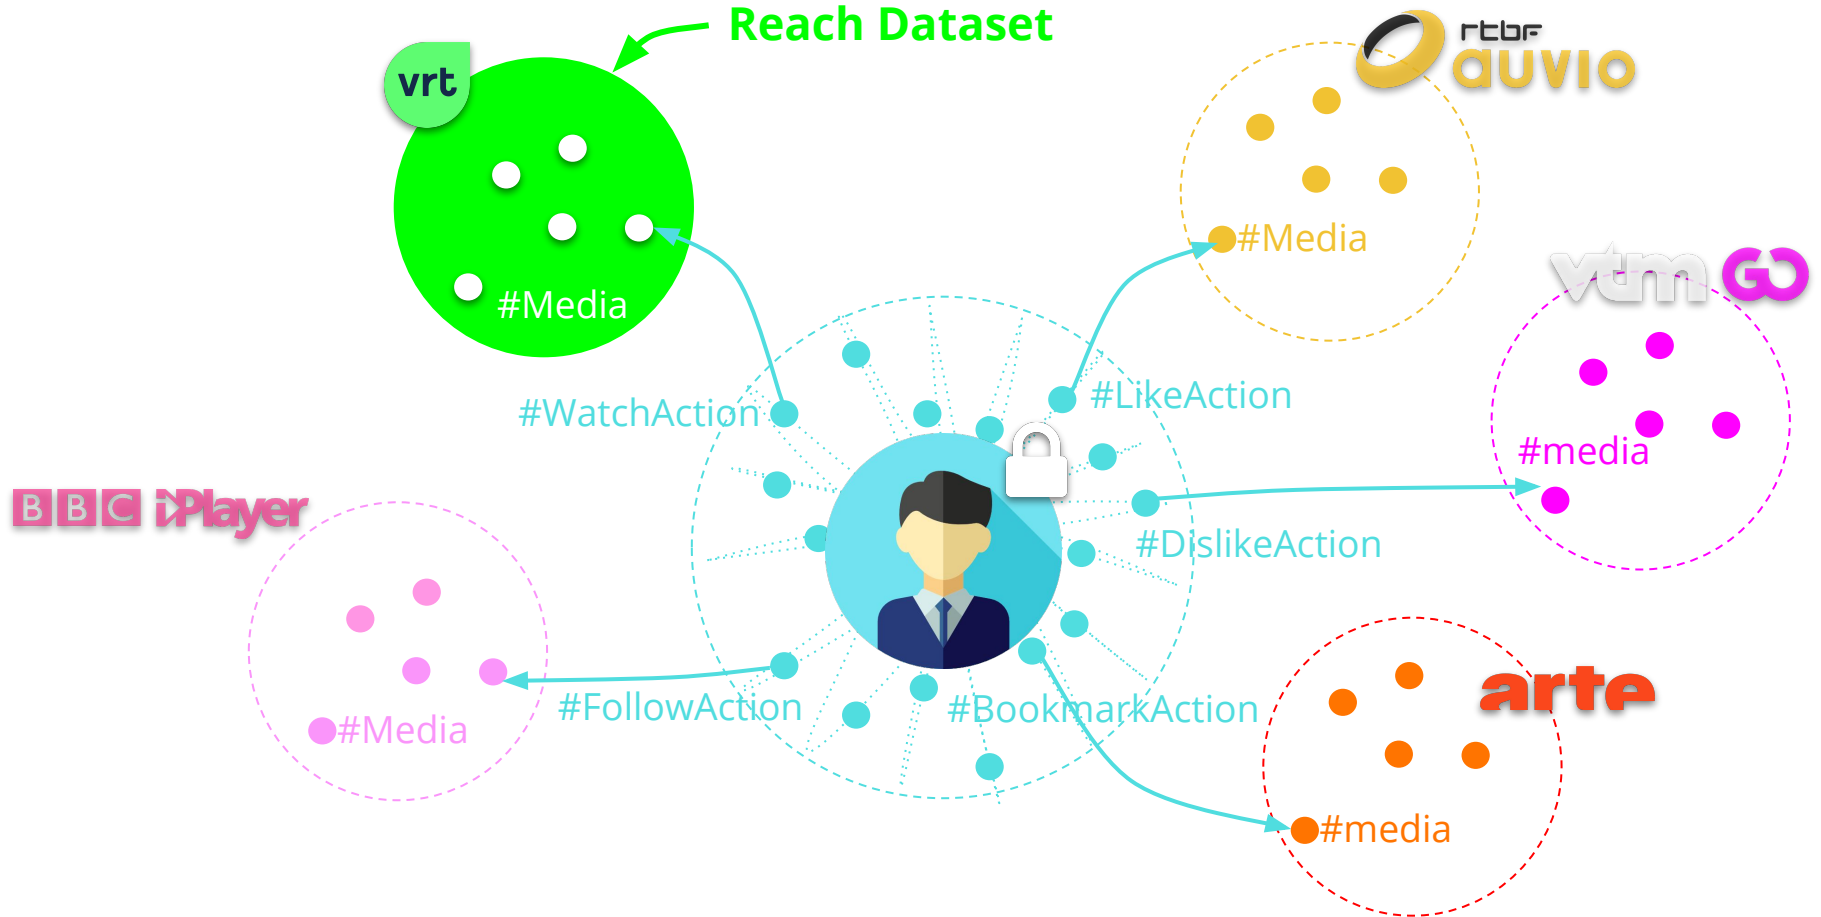 Reach Dataset
vrt
rtbf
auvio
#Media
#Media
vtm GO
#WatchAction
#LikeAction
#media
BBC iPlayer
#DislikeAction
#FollowAction
#BookmarkAction
#Media
arte
#media